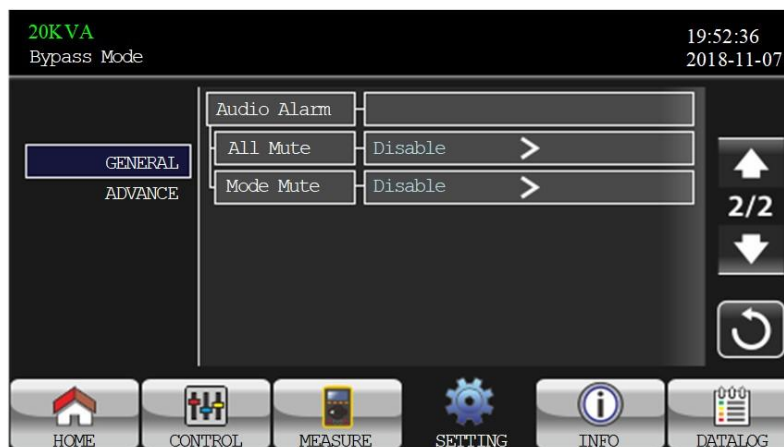 20KVA
Bypass Mode
19:52:36
2018-11-07
GENERAL
ADVANCE
Audio Alarm
All Mute
Disable
Mode Mute
Disable
2/2
HOME
CONTROL
MEASURE
SETTING
INFO
DATALOG